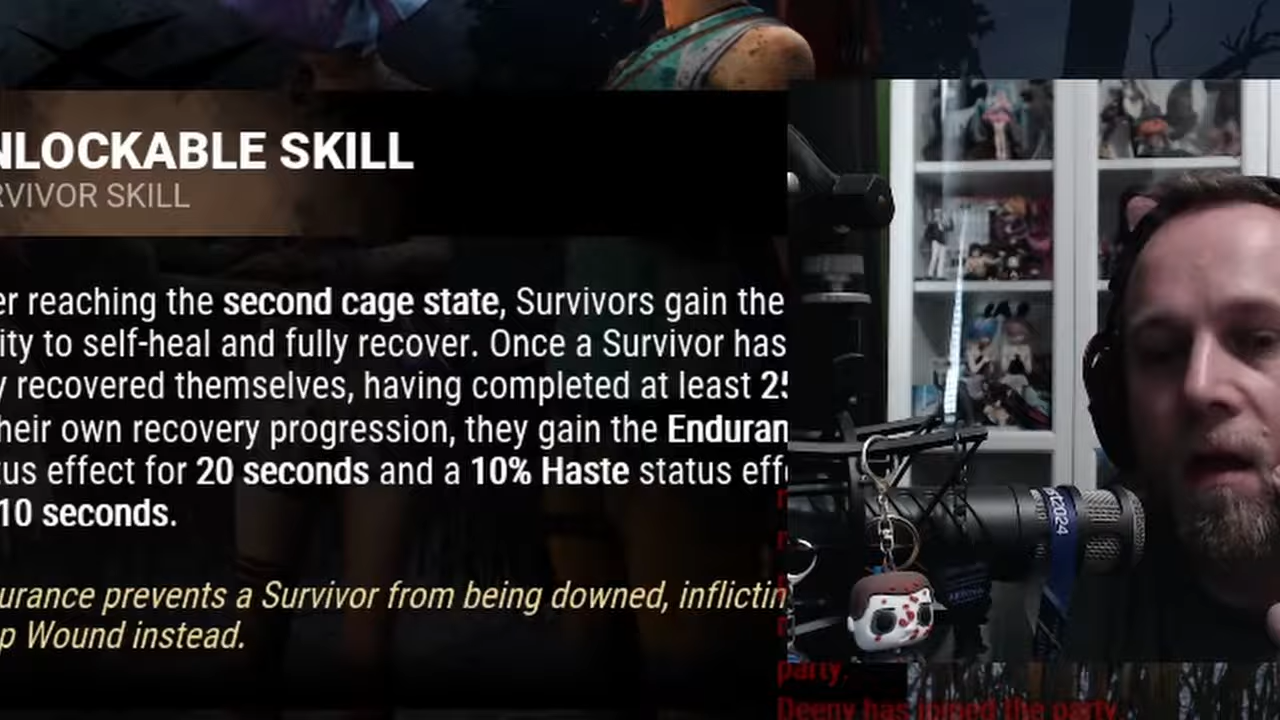 NLOCKABLE SKILL
RVIVOR SKILL
er reaching the second cage state, Survivors gain the
ity to self-heal and fully recover. Once a Survivor has
y recovered themselves, having completed at least 25
heir own recovery progression, they gain the Enduran
tus effect for 20 seconds and a 10% Haste status effe
10 seconds.
urance prevents a Survivor from being downed, inflictin
p Wound instead.
party.
Deeny has joined the party
2024